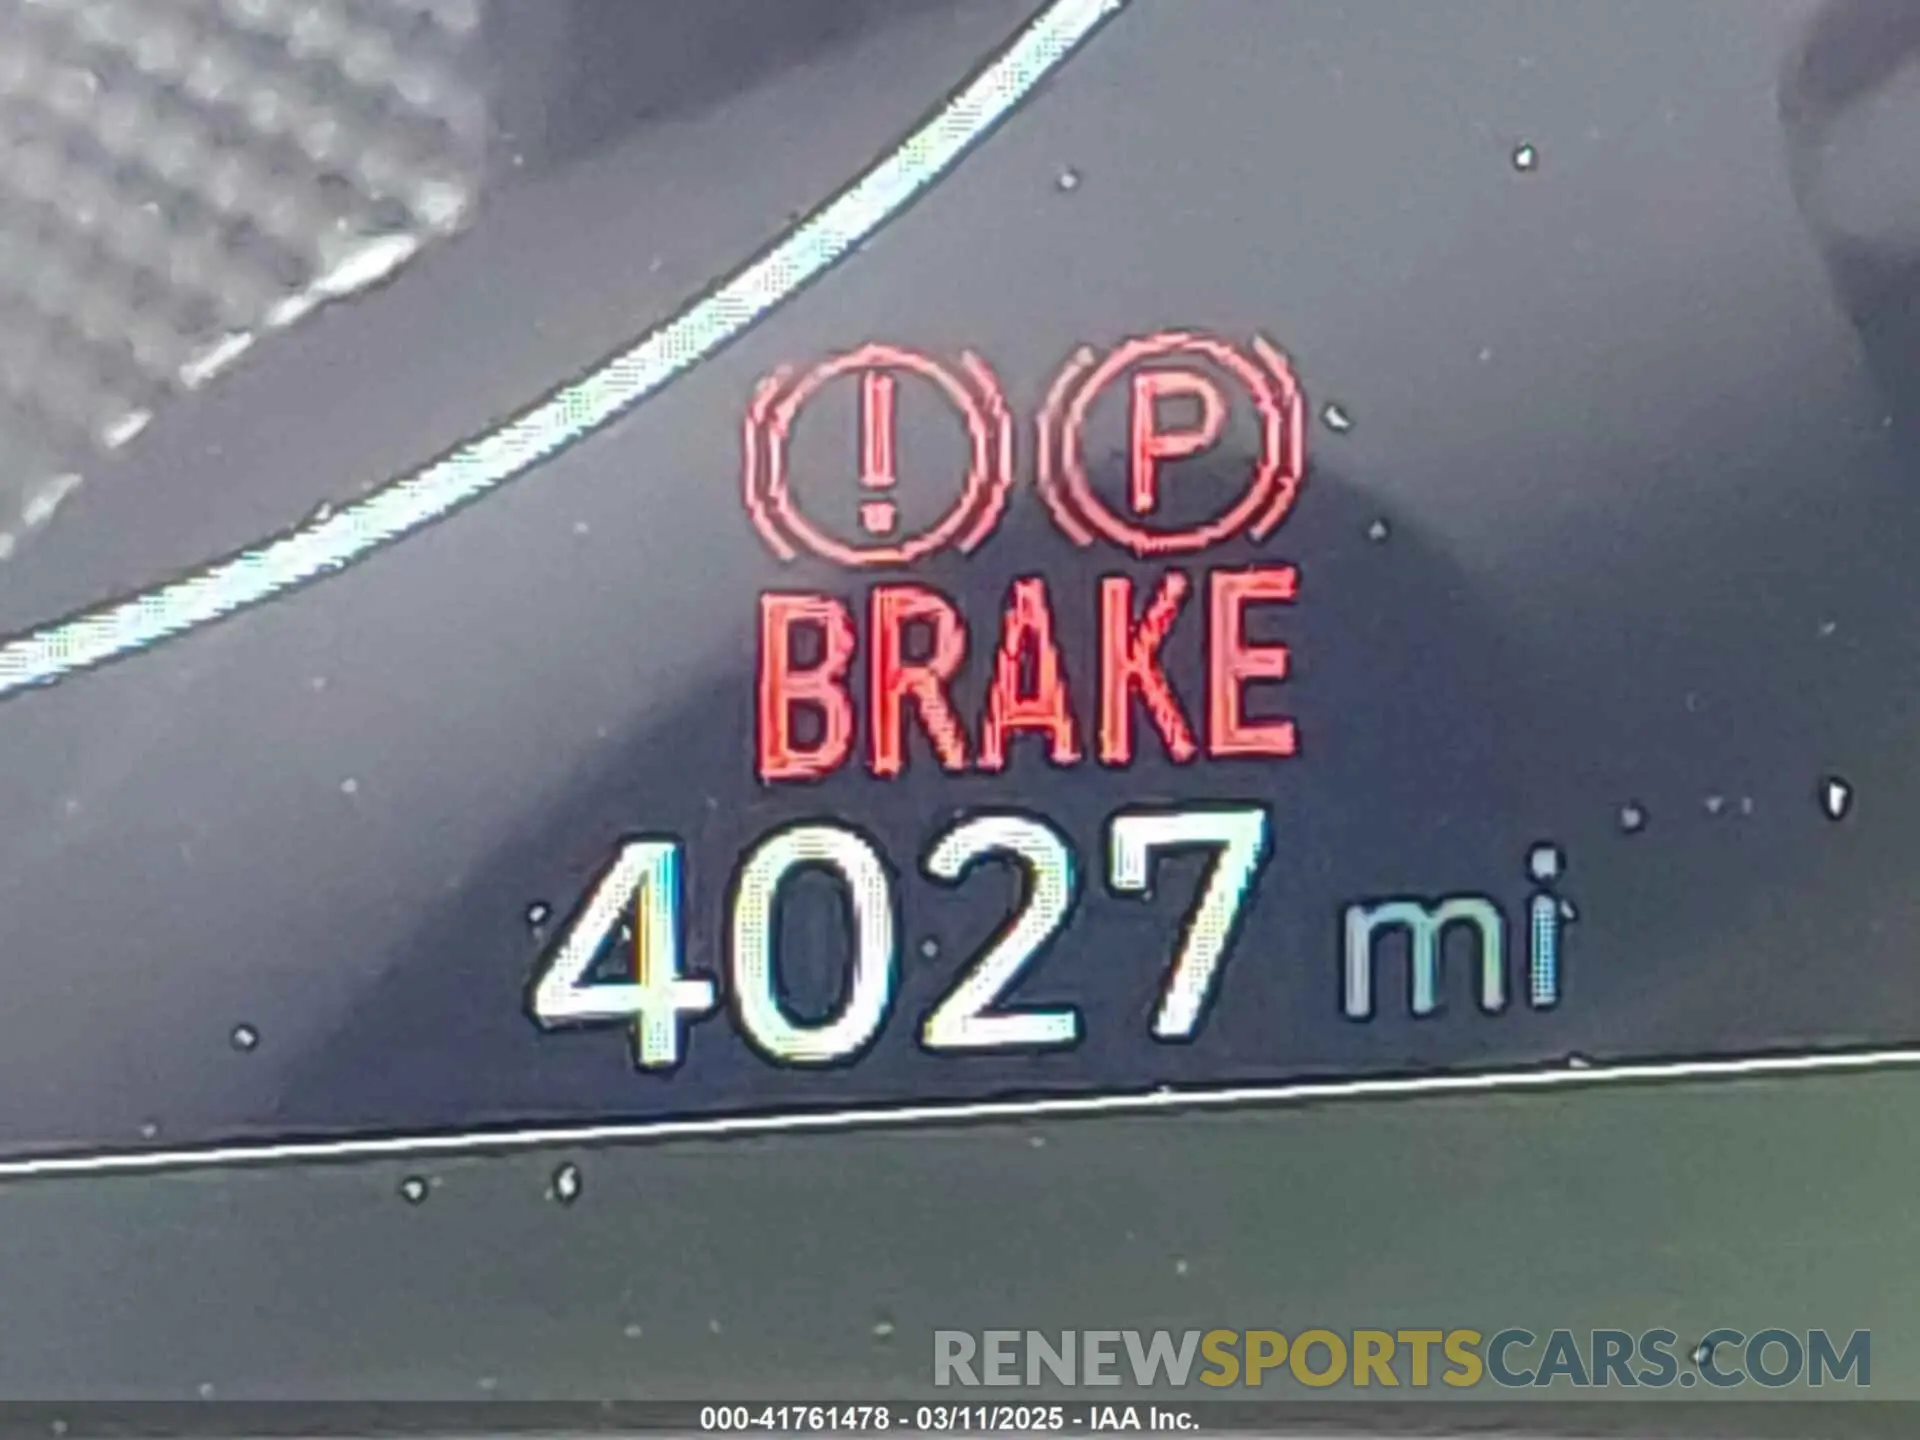 ! P
BRAKE
4027 mi
RENEWSPORTSCARS.COM
000-41761478 - 03/11/2025 - IAA Inc.